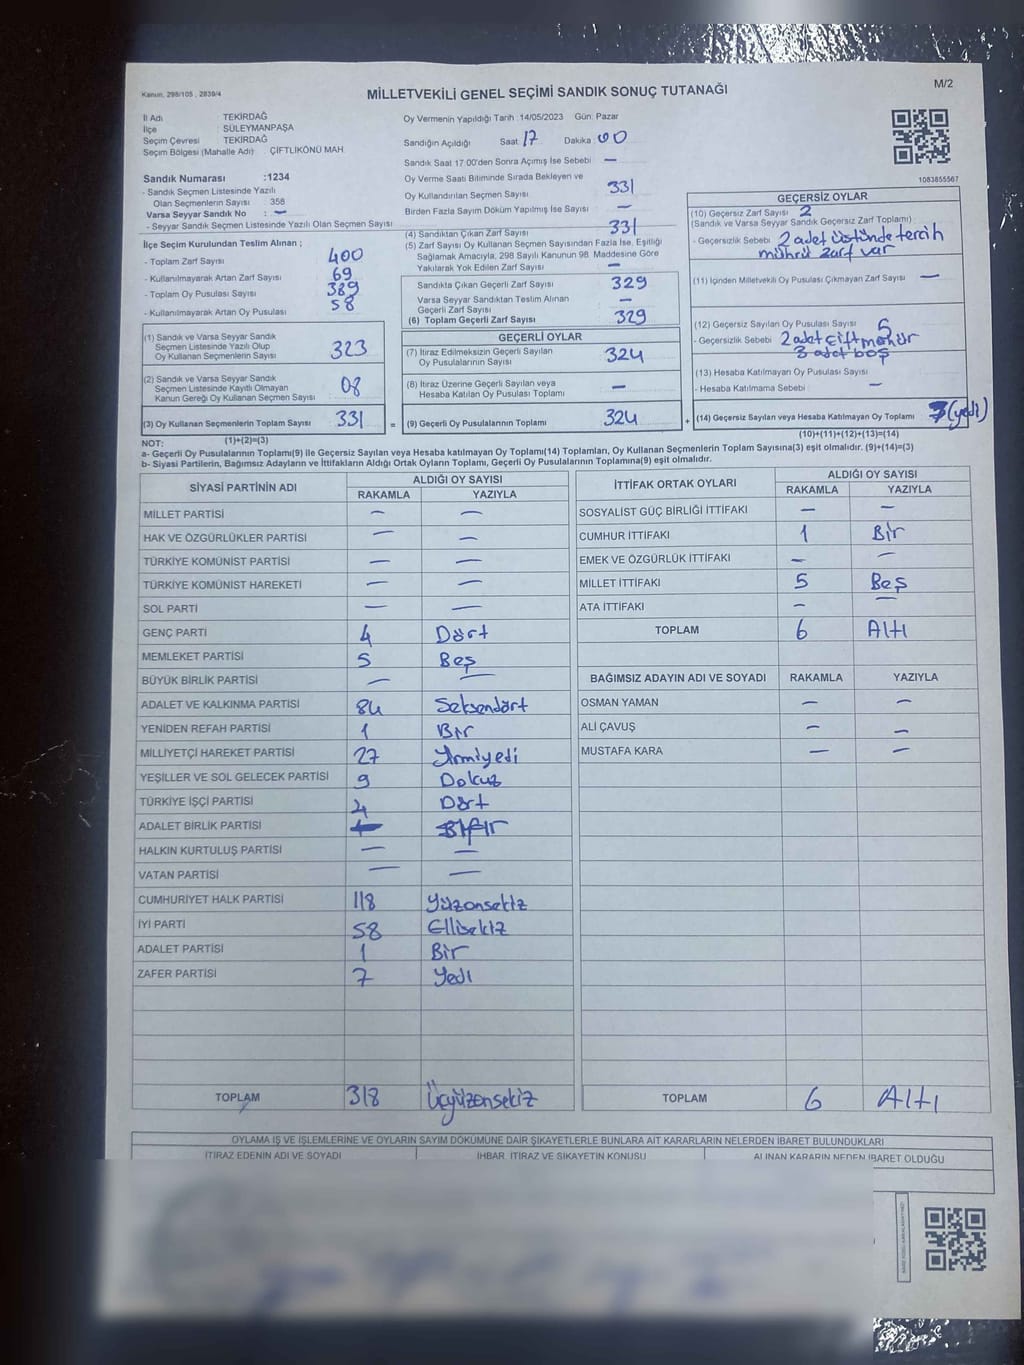 Kanun, 298/105 , 2839/4
MİLLETVEKİLİ GENEL SEÇİMİ SANDIK SONUÇ TUTANAĞI
M/2
İl Adı TEKİRDAĞ
İlçe SÜLEYMANPAŞA
Seçim Çevresi TEKİRDAĞ
Seçim Bölgesi (Mahalle Adı) ÇİFTLİKÖNÜ MAH.
Sandık Numarası :1234
- Sandık Seçmen Listesinde Yazılı
Olan Seçmenlerin Sayısı 358
Varsa Seyyar Sandık No : –
- Seyyar Sandık Seçmen Listesinde Yazılı Olan Seçmen Sayısı
İlçe Seçim Kurulundan Teslim Alınan ;
- Toplam Zarf Sayısı 400
- Kullanılmayarak Artan Zarf Sayısı 69
- Toplam Oy Pusulası Sayısı 389
- Kullanılmayarak Artan Oy Pusulası 58
(1) Sandık ve Varsa Seyyar Sandık
Seçmen Listesinde Yazılı Olup
Oy Kullanan Seçmenlerin Sayısı 323
(2) Sandık ve Varsa Seyyar Sandık
Seçmen Listesinde Kayıtlı Olmayan
Kanun Gereği Oy Kullanan Seçmen Sayısı 08
(3) Oy Kullanan Seçmenlerin Toplam Sayısı 331 =
Oy Vermenin Yapıldığı Tarih : 14/05/2023 Gün: Pazar
Sandığın Açıldığı Saat 17 Dakika 00
Sandık Saat 17:00'den Sonra Açımış İse Sebebi –
Oy Verme Saati Bitiminde Sırada Bekleyen ve
Oy Kullandırılan Seçmen Sayısı 331
Birden Fazla Sayım Döküm Yapılmış İse Sayısı –
(4) Sandıktan Çıkan Zarf Sayısı 331
(5) Zarf Sayısı Oy Kullanan Seçmen Sayısından Fazla İse, Eşitliği
Sağlamak Amacıyla, 298 Sayılı Kanunun 98. Maddesine Göre
Yakılarak Yok Edilen Zarf Sayısı –
Sandıkta Çıkan Geçerli Zarf Sayısı 329
Varsa Seyyar Sandıktan Teslim Alınan
Geçerli Zarf Sayısı –
(6) Toplam Geçerli Zarf Sayısı 329
GEÇERLİ OYLAR
(7) İtiraz Edilmeksizin Geçerli Sayılan
Oy Pusulalarının Sayısı 324
(8) İtiraz Üzerine Geçerli Sayılan veya
Hesaba Katılan Oy Pusulası Toplamı –
(9) Geçerli Oy Pusulalarının Toplamı 324 +
1083855567
GEÇERSİZ OYLAR
(10) Geçersiz Zarf Sayısı 2
(Sandık ve Varsa Seyyar Sandık Geçersiz Zarf Toplamı)
- Geçersizlik Sebebi 2 adet üstünde tercih
mührü zarf var
(11) İçinden Milletvekili Oy Pusulası Çıkmayan Zarf Sayısı –
(12) Geçersiz Sayılan Oy Pusulası Sayısı 5
- Geçersizlik Sebebi 2 adet çift mühür
3 adet boş
(13) Hesaba Katılmayan Oy Pusulası Sayısı
- Hesaba Katılmama Sebebi –
(14) Geçersiz Sayılan veya Hesaba Katılmayan Oy Toplamı 7 (yedi)
NOT: (1)+(2)=(3) (10)+(11)+(12)+(13)=(14)
a- Geçerli Oy Pusulalarının Toplamı(9) ile Geçersiz Sayılan veya Hesaba katılmayan Oy Toplamı(14) Toplamları, Oy Kullanan Seçmenlerin Toplam Sayısına(3) eşit olmalıdır. (9)+(14)=(3)
b- Siyasi Partilerin, Bağımsız Adayların ve İttifakların Aldığı Ortak Oyların Toplamı, Geçerli Oy Pusulalarının Toplamına(9) eşit olmalıdır.
SİYASİ PARTİNİN ADI ALDIĞI OY SAYISI
RAKAMLA YAZIYLA
MİLLET PARTİSİ – –
HAK VE ÖZGÜRLÜKLER PARTİSİ – –
TÜRKİYE KOMÜNİST PARTİSİ – –
TÜRKİYE KOMÜNİST HAREKETİ – –
SOL PARTİ – –
GENÇ PARTİ 4 Dört
MEMLEKET PARTİSİ 5 Beş
BÜYÜK BİRLİK PARTİSİ – –
ADALET VE KALKINMA PARTİSİ 84 Seksendört
YENİDEN REFAH PARTİSİ 1 Bir
MİLLİYETÇİ HAREKET PARTİSİ 27 Yirmiyedi
YEŞİLLER VE SOL GELECEK PARTİSİ 9 Dokuz
TÜRKİYE İŞÇİ PARTİSİ 4 Dört
ADALET BİRLİK PARTİSİ
HALKIN KURTULUŞ PARTİSİ – –
VATAN PARTİSİ – –
CUMHURİYET HALK PARTİSİ 118 Yüzonsekiz
İYİ PARTİ 58 Ellisekiz
ADALET PARTİSİ 1 Bir
ZAFER PARTİSİ 7 Yedi
TOPLAM 318 Üçyüzonsekiz
İTTİFAK ORTAK OYLARI ALDIĞI OY SAYISI
RAKAMLA YAZIYLA
SOSYALİST GÜÇ BİRLİĞİ İTTİFAKI – –
CUMHUR İTTİFAKI 1 Bir
EMEK VE ÖZGÜRLÜK İTTİFAKI – –
MİLLET İTTİFAKI 5 Beş
ATA İTTİFAKI – –
TOPLAM 6 Altı
BAĞIMSIZ ADAYIN ADI VE SOYADI RAKAMLA YAZIYLA
OSMAN YAMAN – –
ALİ ÇAVUŞ – –
MUSTAFA KARA – –
TOPLAM 6 Altı
OYLAMA İŞ VE İŞLEMLERİNE VE OYLARIN SAYIM DÖKÜMÜNE DAİR ŞİKAYETLERLE BUNLARA AİT KARARLARIN NELERDEN İBARET BULUNDUKLARI
İTİRAZ EDENİN ADI VE SOYADI İHBAR, İTİRAZ VE ŞİKAYETİN KONUSU ALINAN KARARIN NEDEN İBARET OLDUĞU